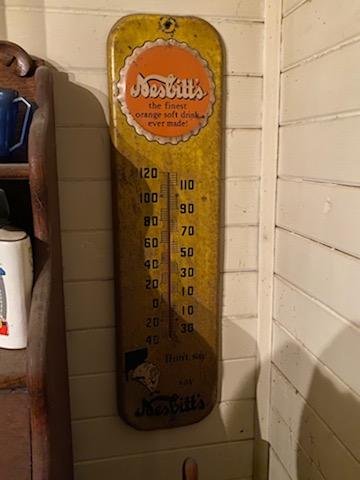 Nesbitt's
the finest
orange soft drink
ever made!
120 110
100 90
80 70
60 50
40 30
20 10
0 10
20 30
40
Don't say
say
Nesbitt's